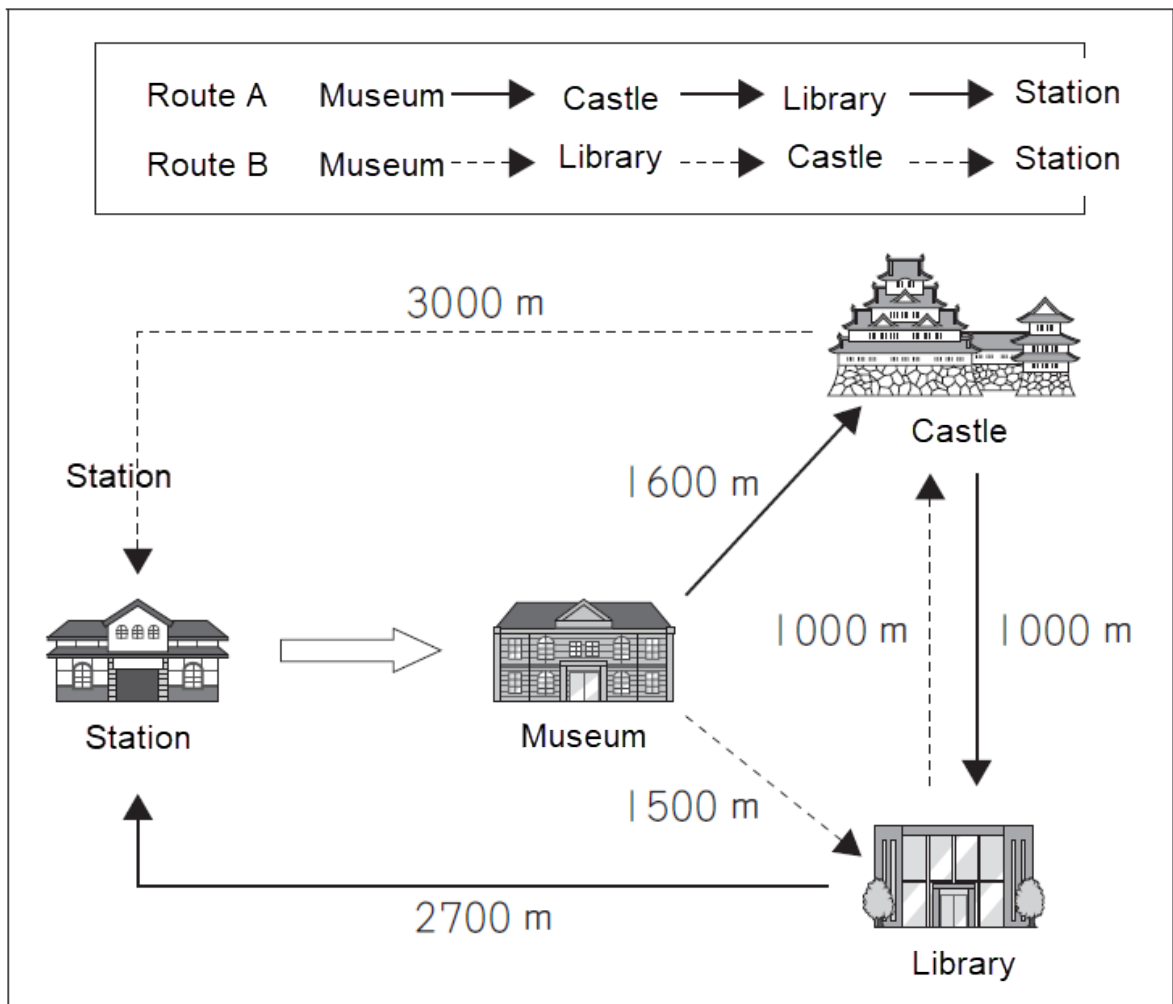 Route A Museum Castle Library Station
Route B Museum Library Castle Station
3000 m
Castle
Station
1600 m
1000 m
1000 m
Station
Museum
1500 m
2700 m
Library